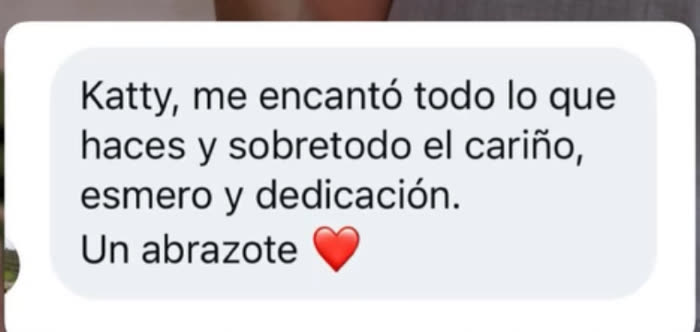 Katty, me encantó todo lo que
haces y sobretodo el cariño,
esmero y dedicación.
Un abrazote ❤️